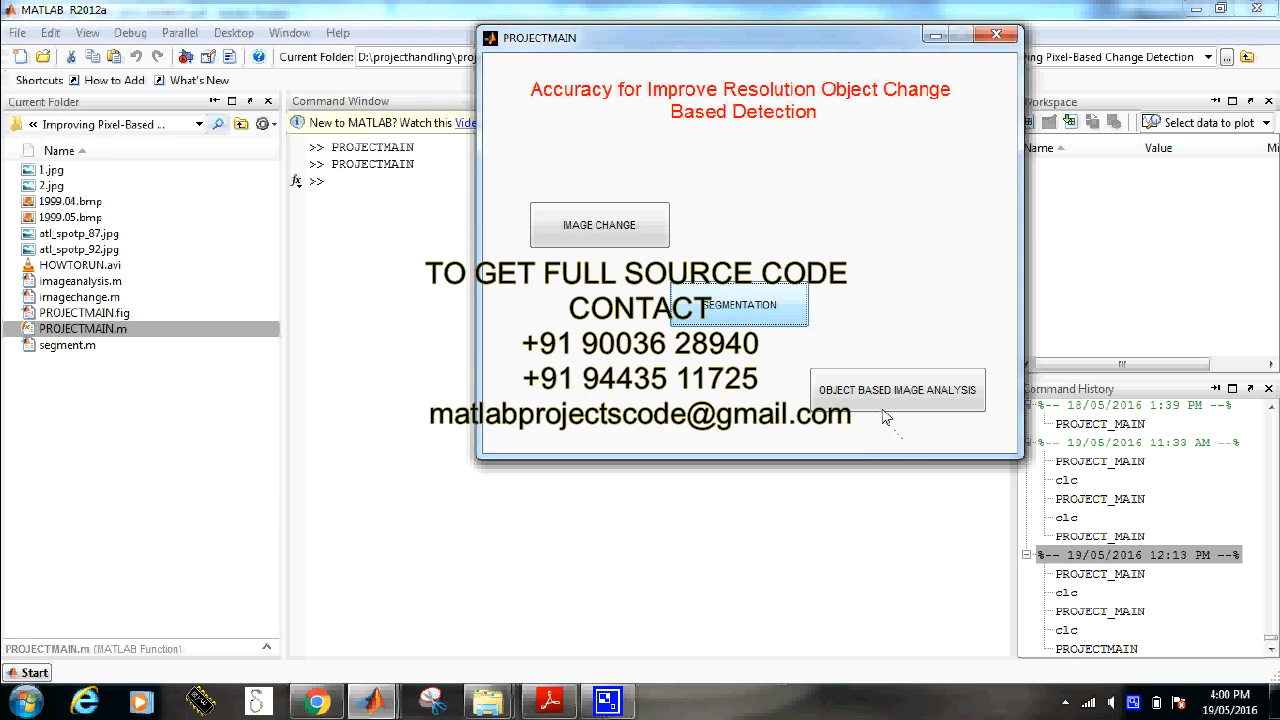 MATLAB R2012a
File Edit View Debug Parallel Desktop Window Help
Current Folder: D:\projecthandling\proj
ng Pixel-Based Change Detection
...
Shortcuts How to Add What's New
Current Folder
« Improving Pixel-Based ...
Name
1.jpg
2.jpg
1999.04.bmp
1999.05.bmp
atl_spotp_87.jpg
atl_spotp_92.jpg
HOWTORUN.avi
imageanalysis.m
imagechange.m
PROJECTMAIN.fig
PROJECTMAIN.m
segment.m
PROJECTMAIN.m (MATLAB Function)
Start
Command Window
New to MATLAB? Watch this Vide
>> PROJECTMAIN
>> PROJECTMAIN
fx >>
PROJECTMAIN
Accuracy for Improve Resolution Object Change
Based Detection
IMAGE CHANGE
SEGMENTATION
OBJECT BASED IMAGE ANALYSIS
TO GET FULL SOURCE CODE
CONTACT
+91 90036 28940
+91 94435 11725
matlabprojectscode@gmail.com
Workspace
Select data to plot
Name Value Mi
Command History
%-- 18/05/2016 1:39 PM --%
PROJECT_MAIN
%-- 19/05/2016 11:33 AM --%
PROJECT_MAIN
clc
PROJECT_MAIN
clc
PROJECT_MAIN
%-- 19/05/2016 12:13 PM --%
PROJECT_MAIN
clc
PROJECT_MAIN
clc
PROJECTMAIN
4:00 PM
19/05/2016